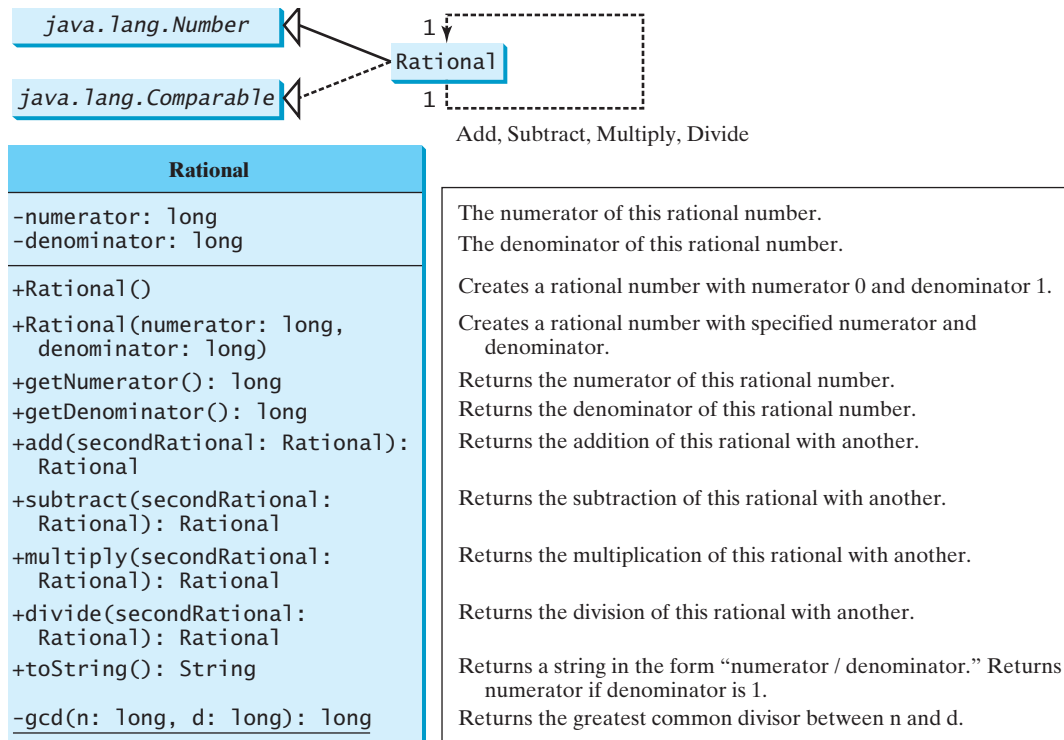 java.lang.Number
1
Rational
java.lang.Comparable
1
Add, Subtract, Multiply, Divide
Rational
-numerator: long
The numerator of this rational number.
-denominator: long
The denominator of this rational number.
+Rational()
Creates a rational number with numerator 0 and denominator 1.
+Rational(numerator: long,
denominator: long)
Creates a rational number with specified numerator and
denominator.
+getNumerator(): long
Returns the numerator of this rational number.
+getDenominator(): long
Returns the denominator of this rational number.
+add(secondRational: Rational):
Rational
Returns the addition of this rational with another.
+subtract(secondRational:
Rational): Rational
Returns the subtraction of this rational with another.
+multiply(secondRational:
Rational): Rational
Returns the multiplication of this rational with another.
+divide(secondRational:
Rational): Rational
Returns the division of this rational with another.
+toString(): String
Returns a string in the form “numerator / denominator.” Returns
numerator if denominator is 1.
-gcd(n: long, d: long): long
Returns the greatest common divisor between n and d.